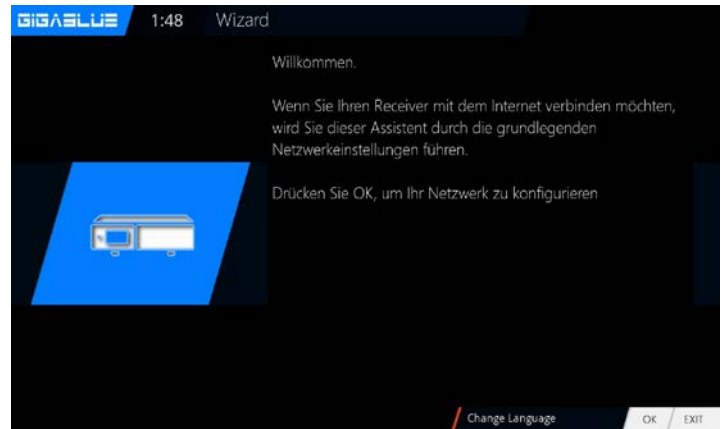 GIGABLUE 1:48 Wizard
Willkommen.
Wenn Sie Ihren Receiver mit dem Internet verbinden möchten,
wird Sie dieser Assistent durch die grundlegenden
Netzwerkeinstellungen führen.
Drücken Sie OK, um Ihr Netzwerk zu konfigurieren
Change Language OK EXIT